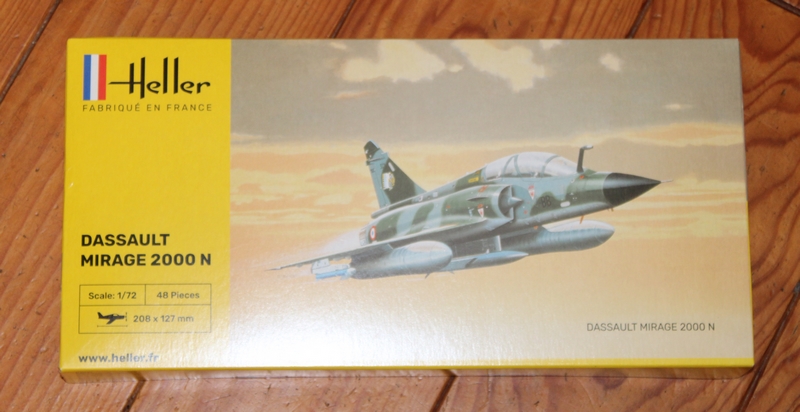 Heller
FABRIQUÉ EN FRANCE
DASSAULT
MIRAGE 2000 N
Scale: 1/72
48 Pieces
208 x 127 mm
www.heller.fr
DASSAULT MIRAGE 2000 N